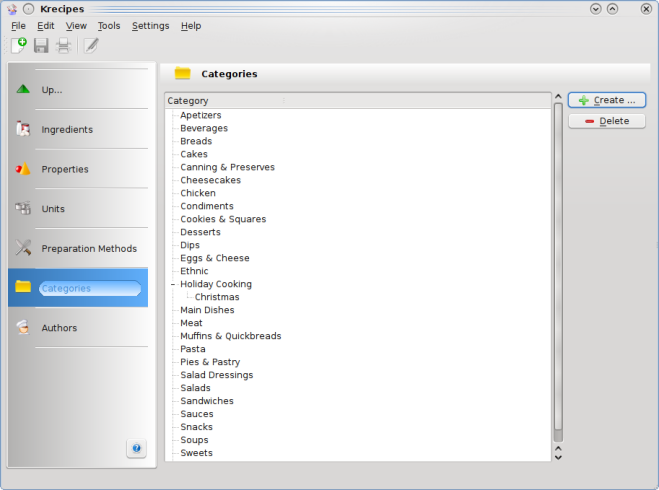 Krecipes
File Edit View Tools Settings Help
Up...
Ingredients
Properties
Units
Preparation Methods
Categories
Authors
Categories
Category
Apetizers
Beverages
Breads
Cakes
Canning & Preserves
Cheesecakes
Chicken
Condiments
Cookies & Squares
Desserts
Dips
Eggs & Cheese
Ethnic
Holiday Cooking
Christmas
Main Dishes
Meat
Muffins & Quickbreads
Pasta
Pies & Pastry
Salad Dressings
Salads
Sandwiches
Sauces
Snacks
Soups
Sweets
Create ...
Delete